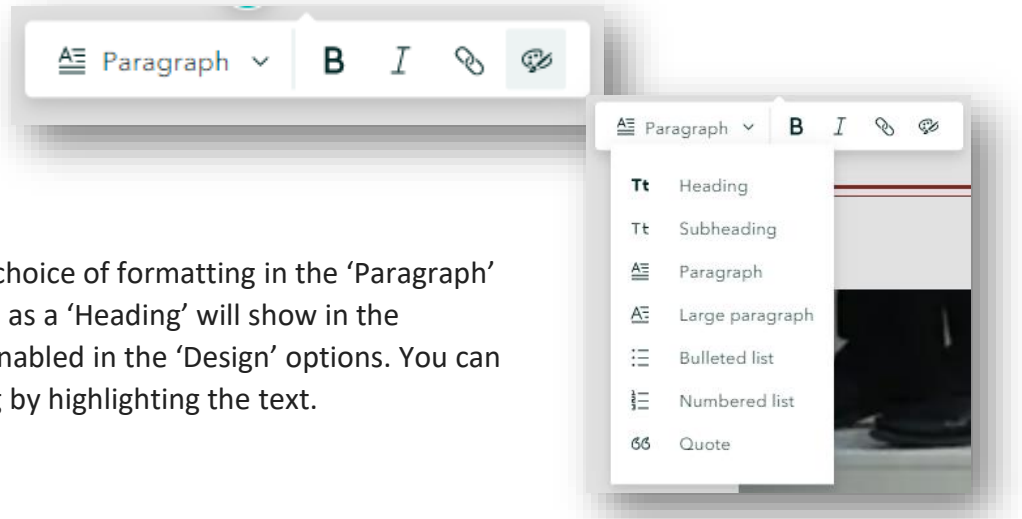 Paragraph B I
Paragraph B I
Tt Heading
Tt Subheading
Paragraph
Large paragraph
Bulleted list
Numbered list
Quote
choice of formatting in the ‘Paragraph’
as a ‘Heading’ will show in the
nabled in the ‘Design’ options. You can
by highlighting the text.